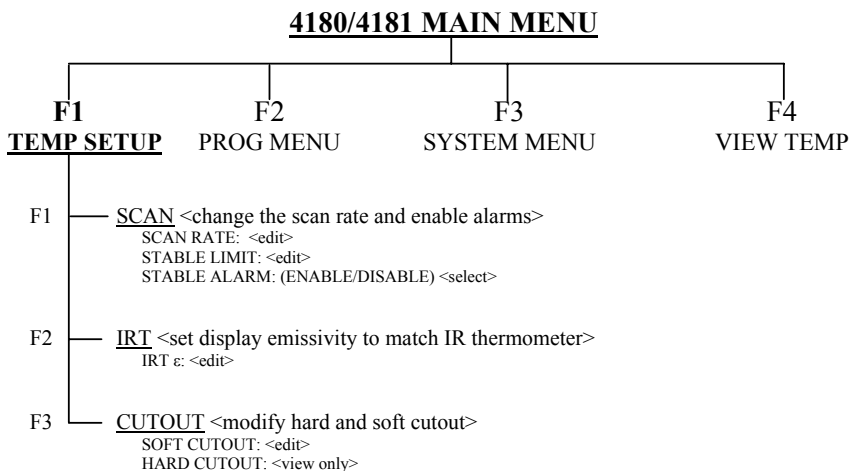 4180/4181 MAIN MENU
F1 F2 F3 F4
TEMP SETUP PROG MENU SYSTEM MENU VIEW TEMP
F1 SCAN <change the scan rate and enable alarms>
SCAN RATE: <edit>
STABLE LIMIT: <edit>
STABLE ALARM: (ENABLE/DISABLE) <select>
F2 IRT <set display emissivity to match IR thermometer>
IRT ε: <edit>
F3 CUTOUT <modify hard and soft cutout>
SOFT CUTOUT: <edit>
HARD CUTOUT: <view only>